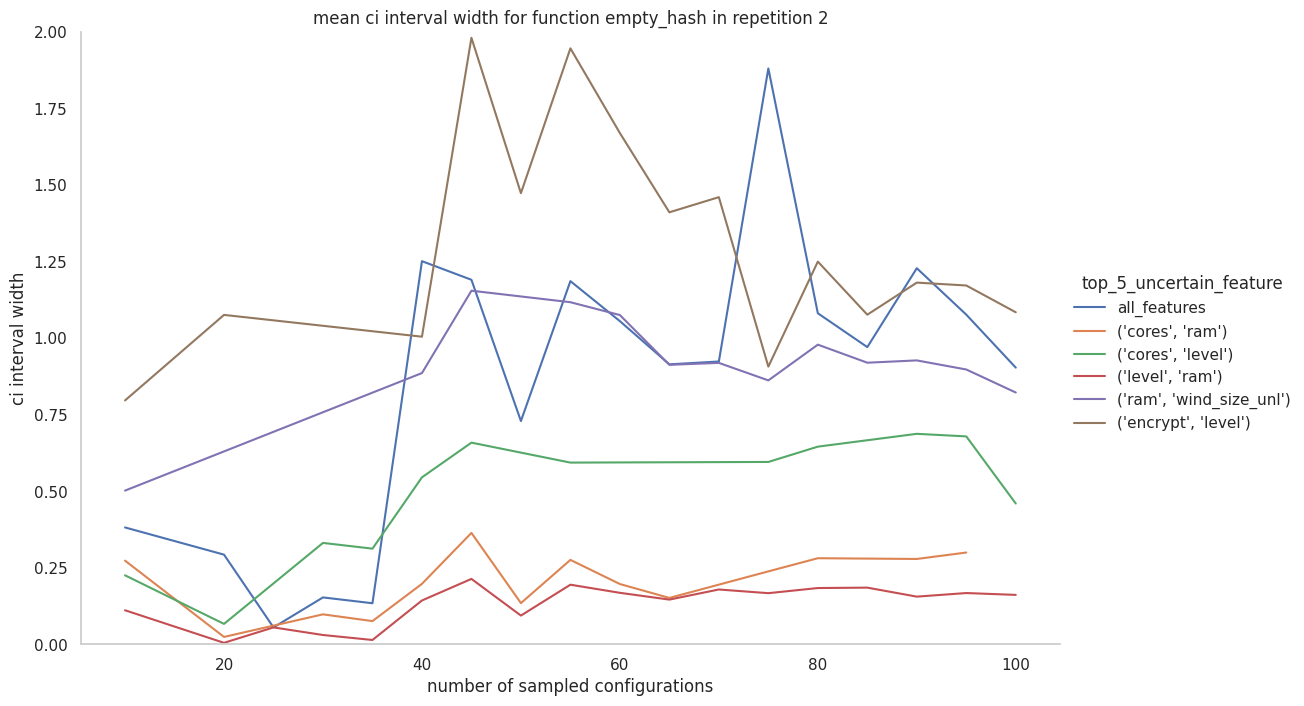 mean ci interval width for function empty_hash in repetition 2
2.00
1.75
1.50
1.25
1.00
0.75
0.50
0.25
0.00
ci interval width
20
40
60
80
100
number of sampled configurations
top_5_uncertain_feature
all_features
('cores', 'ram')
('cores', 'level')
('level', 'ram')
('ram', 'wind_size_unl')
('encrypt', 'level')